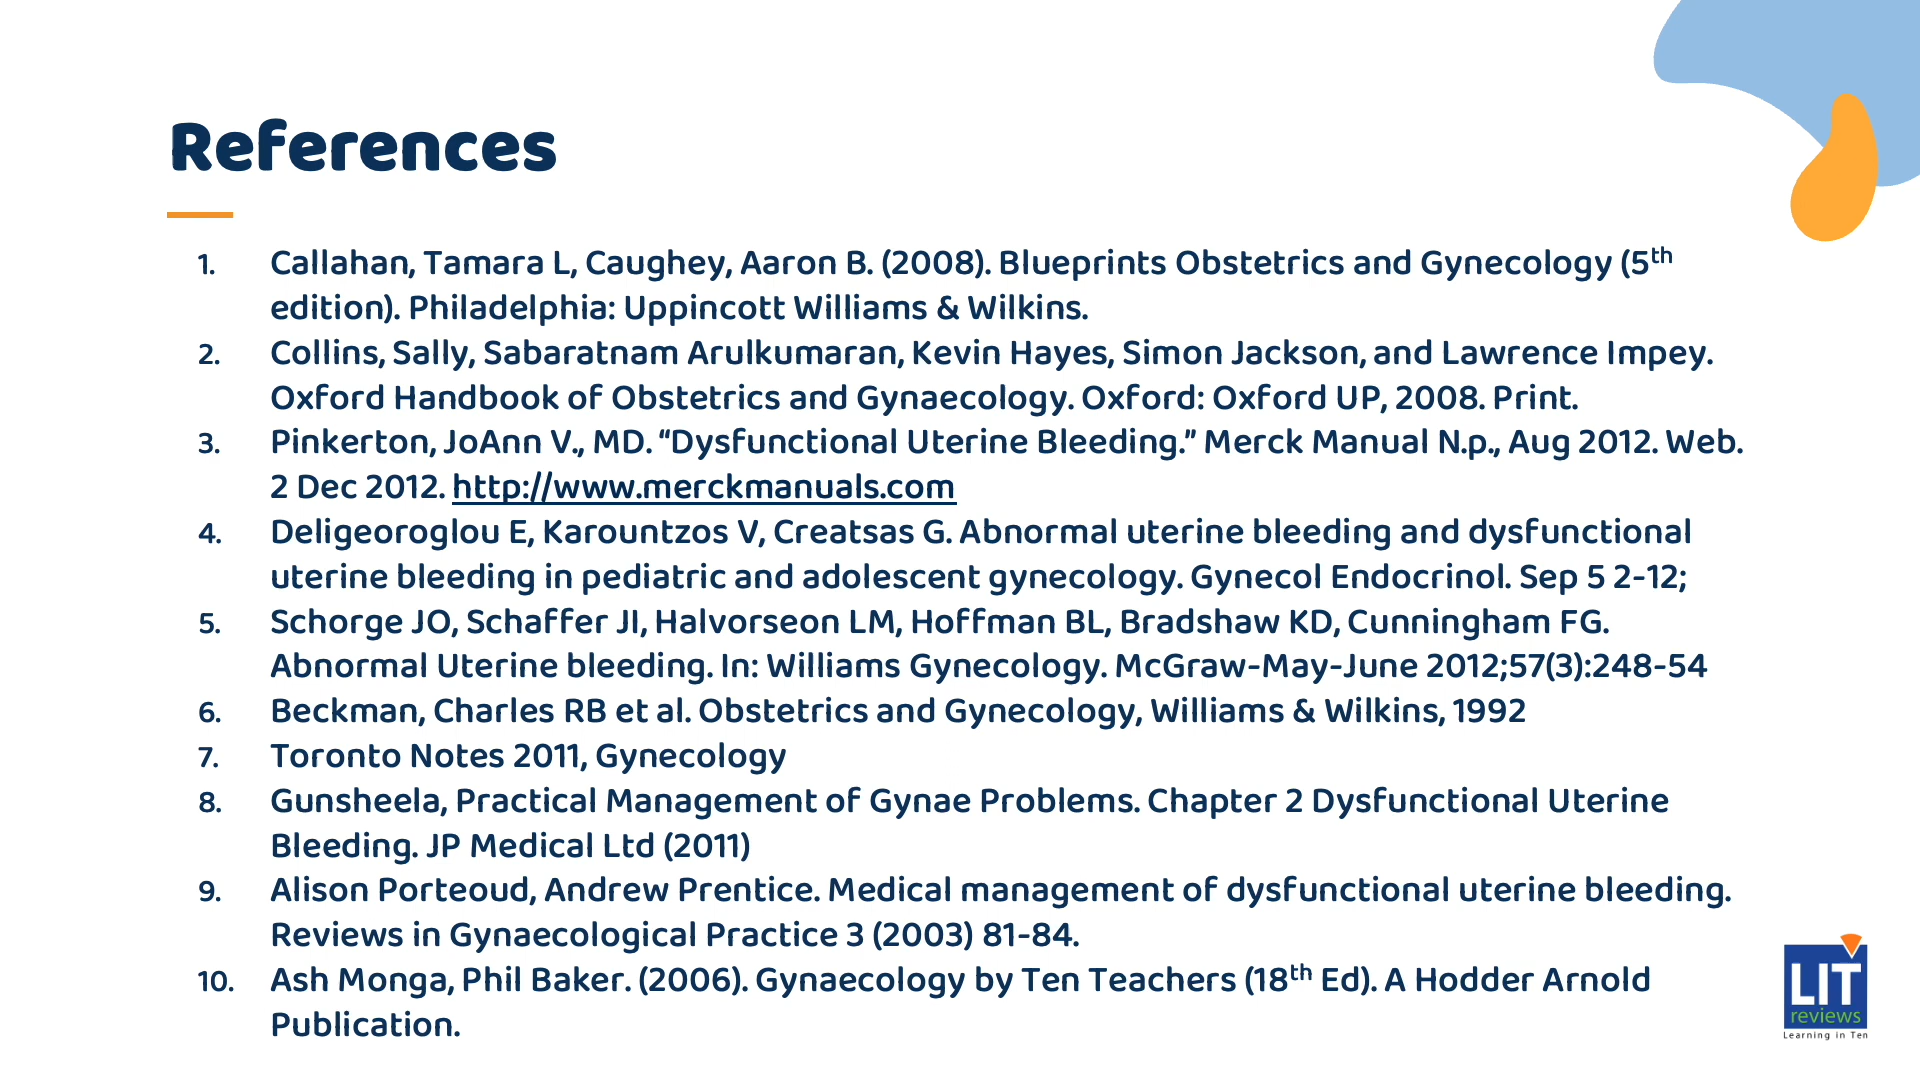 References
1. Callahan, Tamara L, Caughey, Aaron B. (2008). Blueprints Obstetrics and Gynecology (5th
edition). Philadelphia: Uppincott Williams & Wilkins.
2. Collins, Sally, Sabaratnam Arulkumaran, Kevin Hayes, Simon Jackson, and Lawrence Impey.
Oxford Handbook of Obstetrics and Gynaecology. Oxford: Oxford UP, 2008. Print.
3. Pinkerton, JoAnn V., MD. “Dysfunctional Uterine Bleeding.” Merck Manual N.p., Aug 2012. Web.
2 Dec 2012. http://www.merckmanuals.com
4. Deligeoroglou E, Karountzos V, Creatsas G. Abnormal uterine bleeding and dysfunctional
uterine bleeding in pediatric and adolescent gynecology. Gynecol Endocrinol. Sep 5 2-12;
5. Schorge JO, Schaffer JI, Halvorseon LM, Hoffman BL, Bradshaw KD, Cunningham FG.
Abnormal Uterine bleeding. In: Williams Gynecology. McGraw-May-June 2012;57(3):248-54
6. Beckman, Charles RB et al. Obstetrics and Gynecology, Williams & Wilkins, 1992
7. Toronto Notes 2011, Gynecology
8. Gunsheela, Practical Management of Gynae Problems. Chapter 2 Dysfunctional Uterine
Bleeding. JP Medical Ltd (2011)
9. Alison Porteoud, Andrew Prentice. Medical management of dysfunctional uterine bleeding.
Reviews in Gynaecological Practice 3 (2003) 81-84.
10. Ash Monga, Phil Baker. (2006). Gynaecology by Ten Teachers (18th Ed). A Hodder Arnold
Publication.
LIT
reviews
Learning in Ten